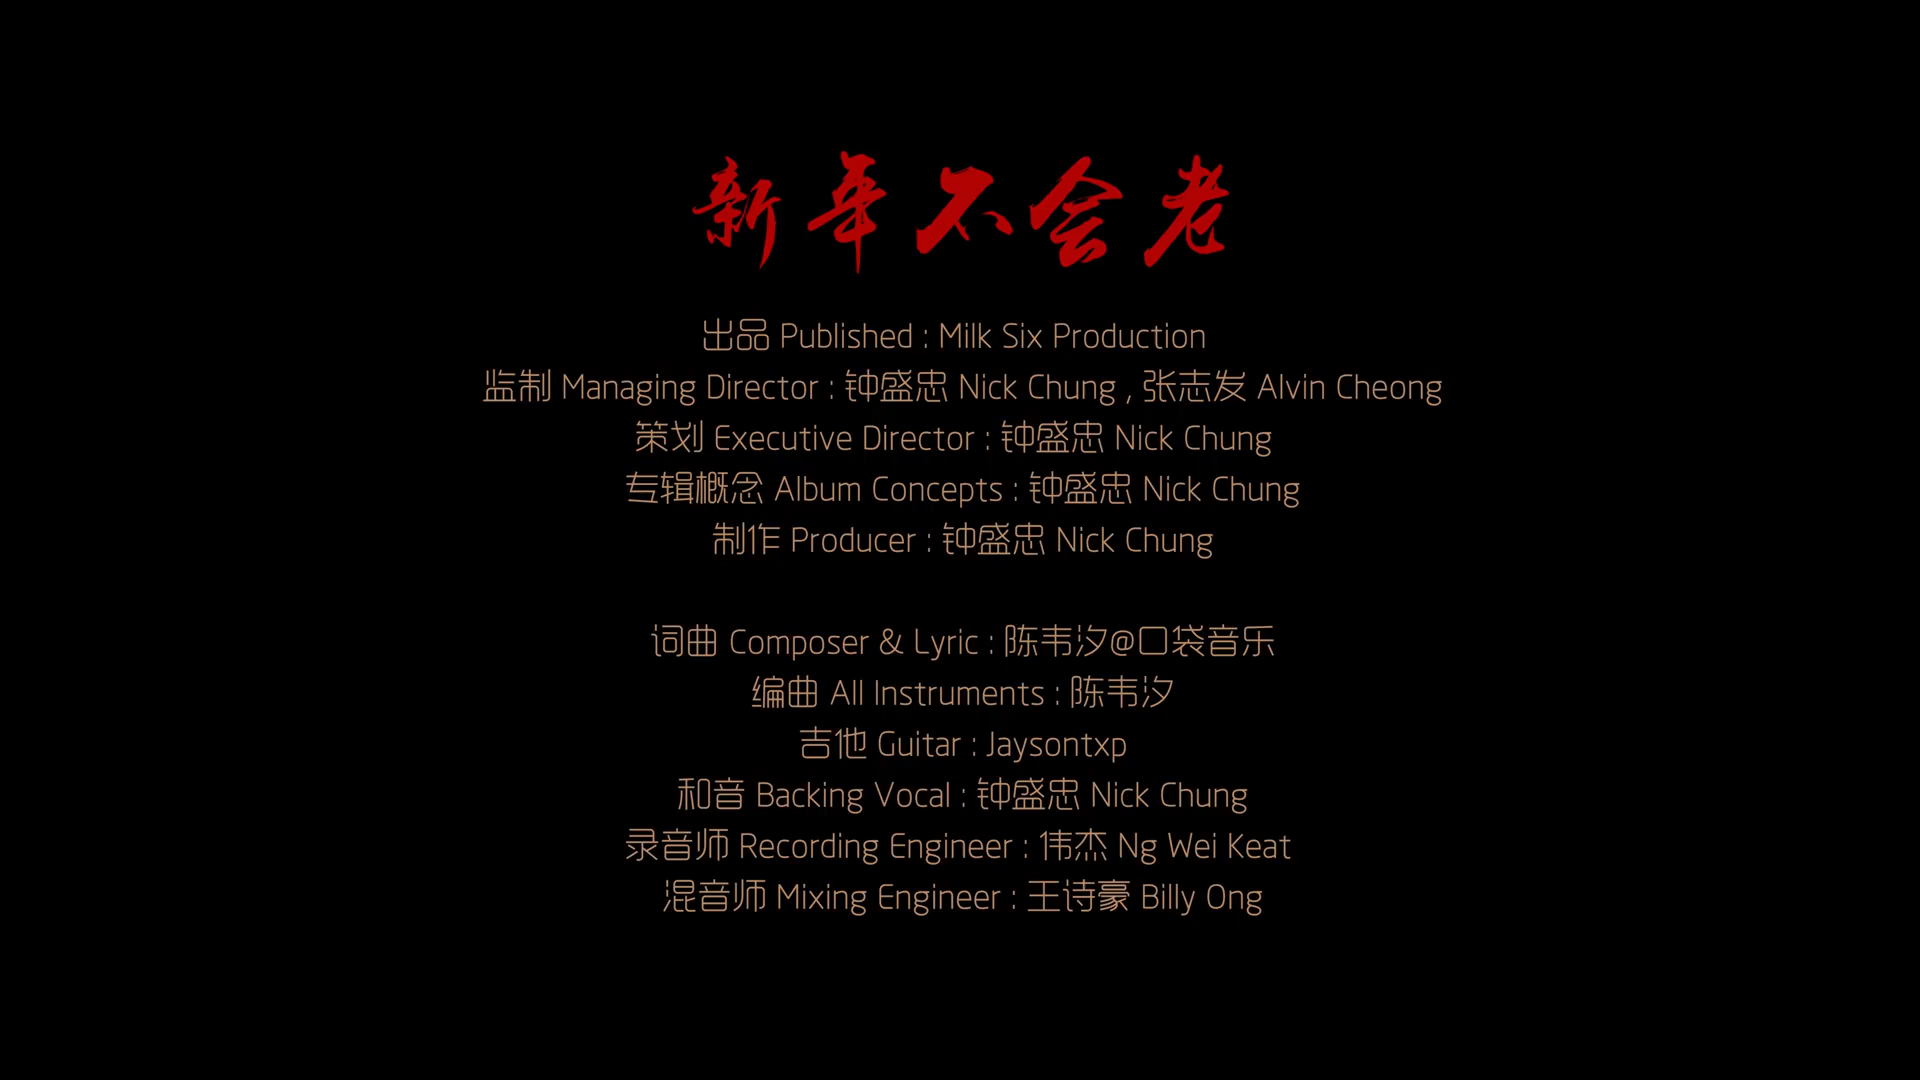 新年不会老
出品 Published : Milk Six Production
监制 Managing Director : 钟盛忠 Nick Chung , 张志发 Alvin Cheong
策划 Executive Director : 钟盛忠 Nick Chung
专辑概念 Album Concepts : 钟盛忠 Nick Chung
制作 Producer : 钟盛忠 Nick Chung
词曲 Composer & Lyric : 陈韦汐@口袋音乐
编曲 All Instruments : 陈韦汐
吉他 Guitar : Jaysontxp
和音 Backing Vocal : 钟盛忠 Nick Chung
录音师 Recording Engineer : 伟杰 Ng Wei Keat
混音师 Mixing Engineer : 王诗豪 Billy Ong